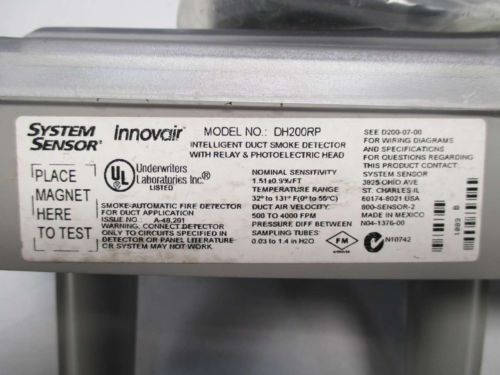 SYSTEM SENSOR®
innovair™
MODEL NO.: DH200RP
INTELLIGENT DUCT SMOKE DETECTOR
WITH RELAY & PHOTOELECTRIC HEAD
PLACE
MAGNET
HERE
TO TEST
UL®
Underwriters
Laboratories Inc.®
LISTED
SMOKE-AUTOMATIC FIRE DETECTOR
FOR DUCT APPLICATION
ISSUE NO.: A-48,201
WARNING. CONNECT DETECTOR
ONLY TO CIRCUITS SPECIFIED IN
DETECTOR OR PANEL LITERATURE
OR SYSTEM MAY NOT WORK.
NOMINAL SENSITIVITY
TEMPERATURE RANGE
32° to 131° F(0° to 55°C)
DUCT AIR VELOCITY:
500 TO 4000 FPM
PRESSURE DIFF. BETWEEN
SAMPLING TUBES:
0.03 to 1.4 in H2O
FM
SEE D200-07-00
FOR WIRING DIAGRAMS
AND SPECIFICATIONS
FOR QUESTIONS REGARDING
THIS PRODUCT CONTACT:
SYSTEM SENSOR
3825 OHIO AVE
ST. CHARLES IL
60174-8021 USA
800-SENSOR-2
MADE IN MEXICO
N04-1376-00
N10742
1009 B